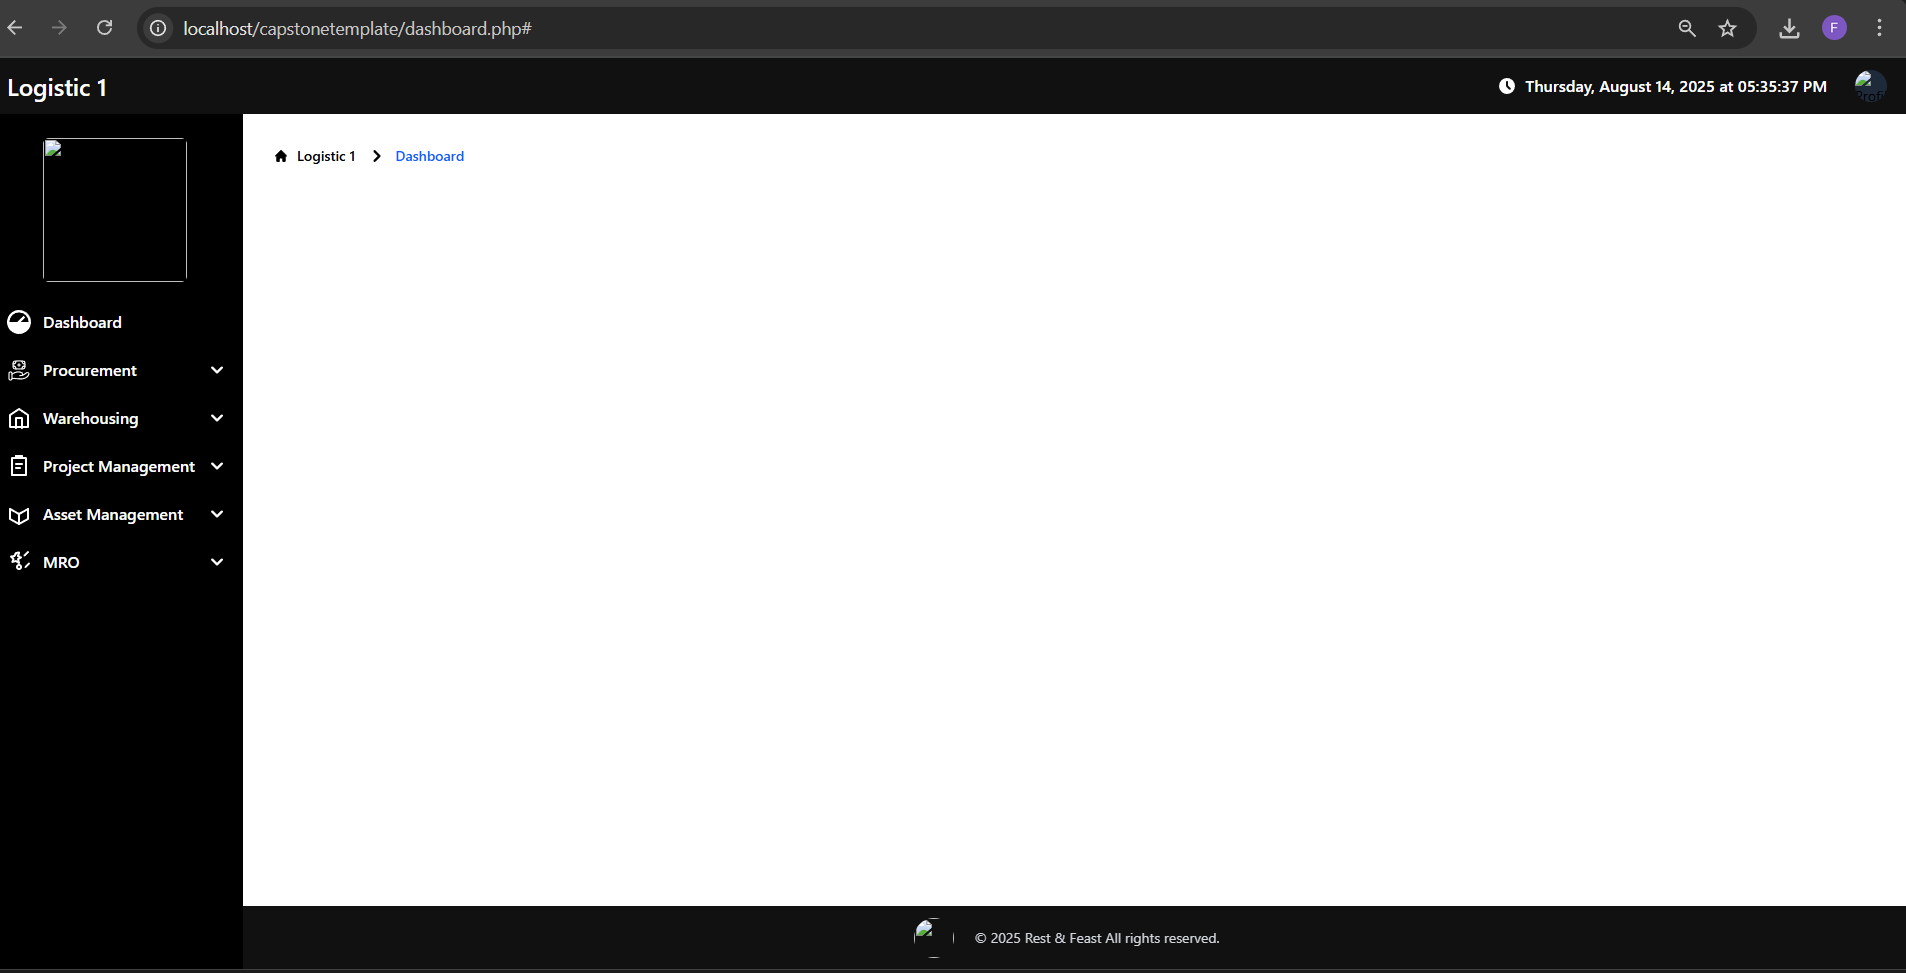 localhost/capstonetemplate/dashboard.php#
F
Logistic 1
Thursday, August 14, 2025 at 05:35:37 PM
Profil
Logistic 1 Dashboard
Dashboard
Procurement
Warehousing
Project Management
Asset Management
MRO
© 2025 Rest & Feast All rights reserved.